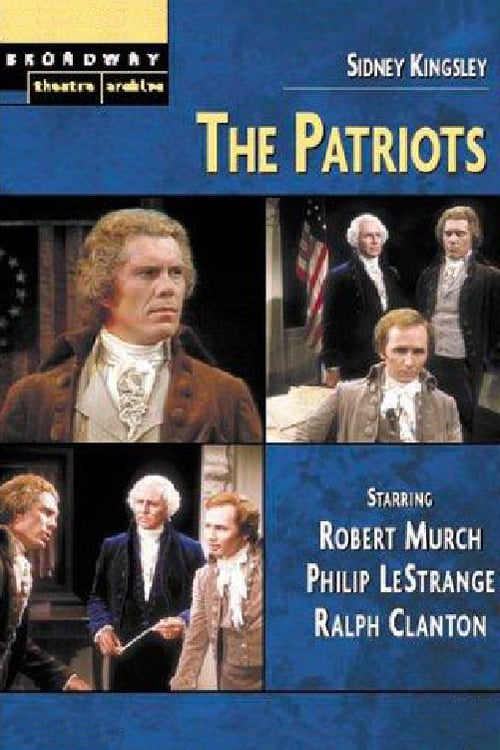 BROADWAY
theatre archive
SIDNEY KINGSLEY
THE PATRIOTS
STARRING
ROBERT MURCH
PHILIP LESTRANGE
RALPH CLANTON